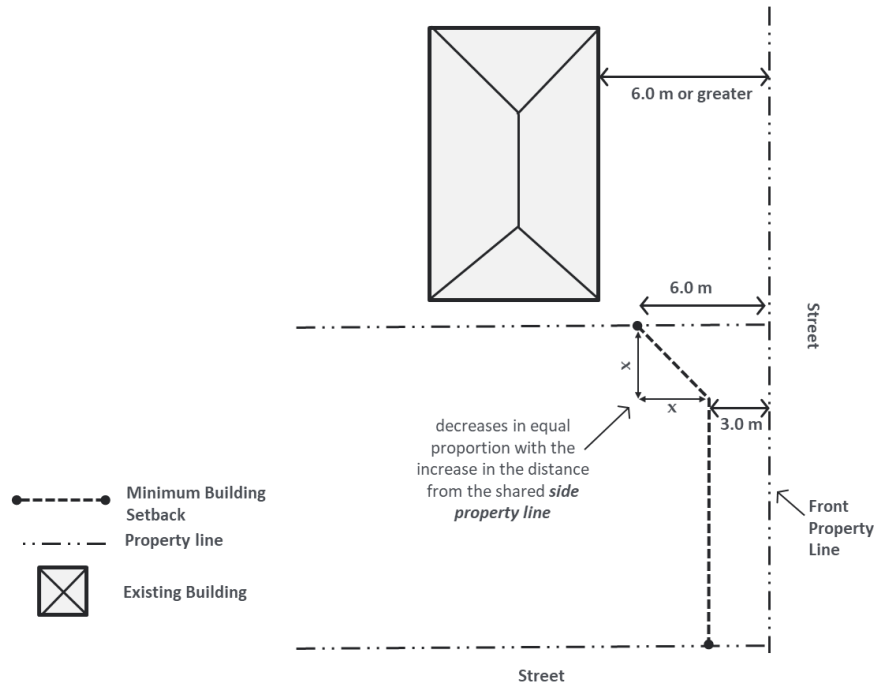 6.0 m or greater
6.0 m
Street
x
x
3.0 m
decreases in equal
proportion with the
increase in the distance
from the shared side
property line
Minimum Building
Setback
Property line
Existing Building
Front
Property
Line
Street